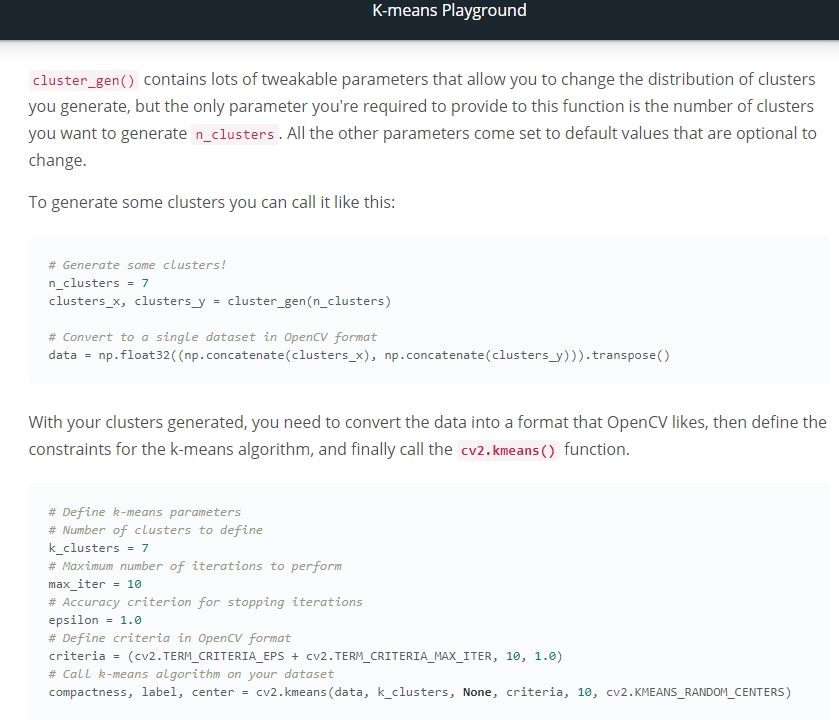 K-means Playground
cluster_gen() contains lots of tweakable parameters that allow you to change the distribution of clusters
you generate, but the only parameter you're required to provide to this function is the number of clusters
you want to generate n_clusters . All the other parameters come set to default values that are optional to
change.
To generate some clusters you can call it like this:
# Generate some clusters!
n_clusters = 7
clusters_x, clusters_y = cluster_gen(n_clusters)
# Convert to a single dataset in OpenCV format
data = np.float32((np.concatenate(clusters_x), np.concatenate(clusters_y))).transpose()
With your clusters generated, you need to convert the data into a format that OpenCV likes, then define the
constraints for the k-means algorithm, and finally call the cv2.kmeans() function.
# Define k-means parameters
# Number of clusters to define
k_clusters = 7
# Maximum number of iterations to perform
max_iter = 10
# Accuracy criterion for stopping iterations
epsilon = 1.0
# Define criteria in OpenCV format
criteria = (cv2.TERM_CRITERIA_EPS + cv2.TERM_CRITERIA_MAX_ITER, 10, 1.0)
# Call k-means algorithm on your dataset
compactness, label, center = cv2.kmeans(data, k_clusters, None, criteria, 10, cv2.KMEANS_RANDOM_CENTERS)